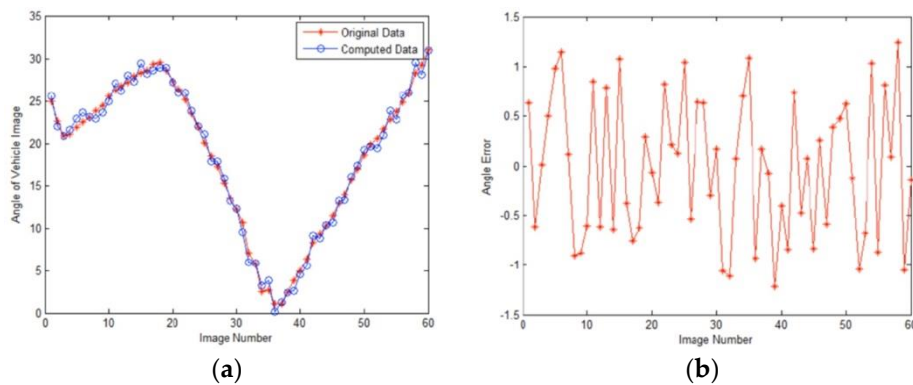 35
30
25
20
15
10
5
0
0 10 20 30 40 50 60
Angle of Vehicle Image
Image Number
Original Data
Computed Data
(a)
1.5
1
0.5
0
-0.5
-1
-1.5
0 10 20 30 40 50 60
Angle Error
Image Number
(b)